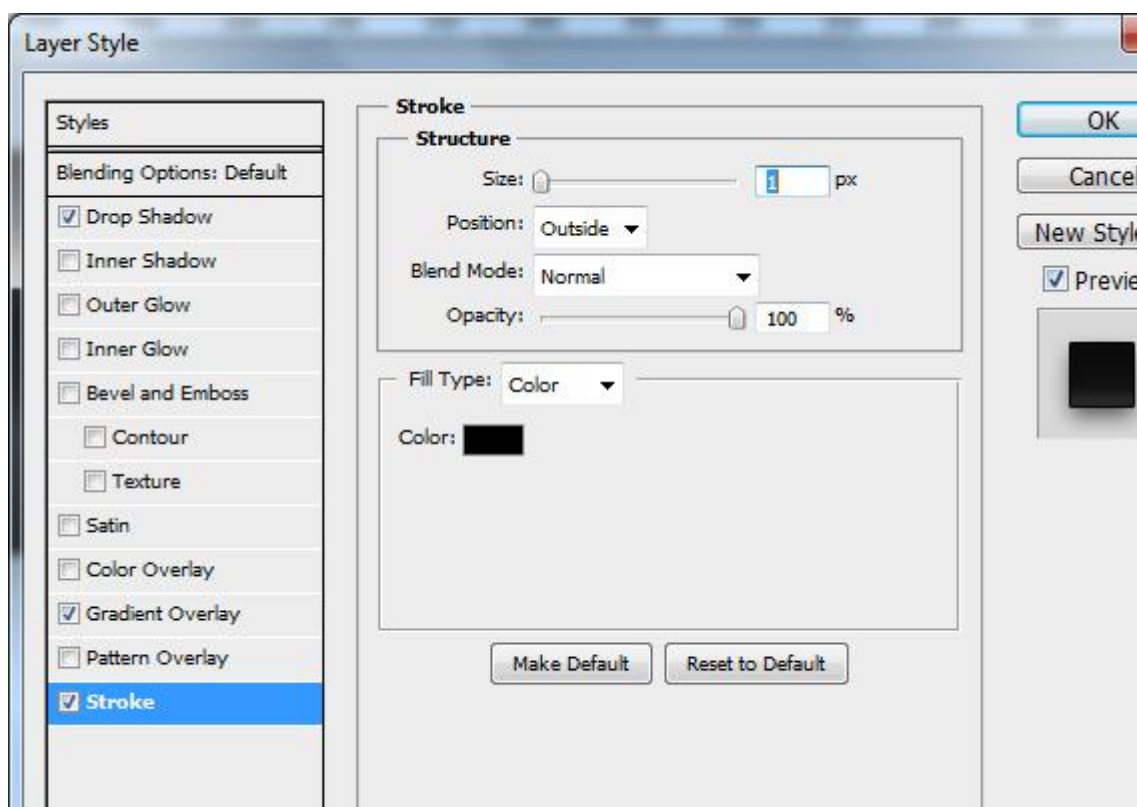 Layer Style
Styles
Blending Options: Default
Drop Shadow
Inner Shadow
Outer Glow
Inner Glow
Bevel and Emboss
Contour
Texture
Satin
Color Overlay
Gradient Overlay
Pattern Overlay
Stroke
Stroke
Structure
Size: 1 px
Position: Outside
Blend Mode: Normal
Opacity: 100 %
Fill Type: Color
Color:
Make Default Reset to Default
OK
Cancel
New Style
Previe